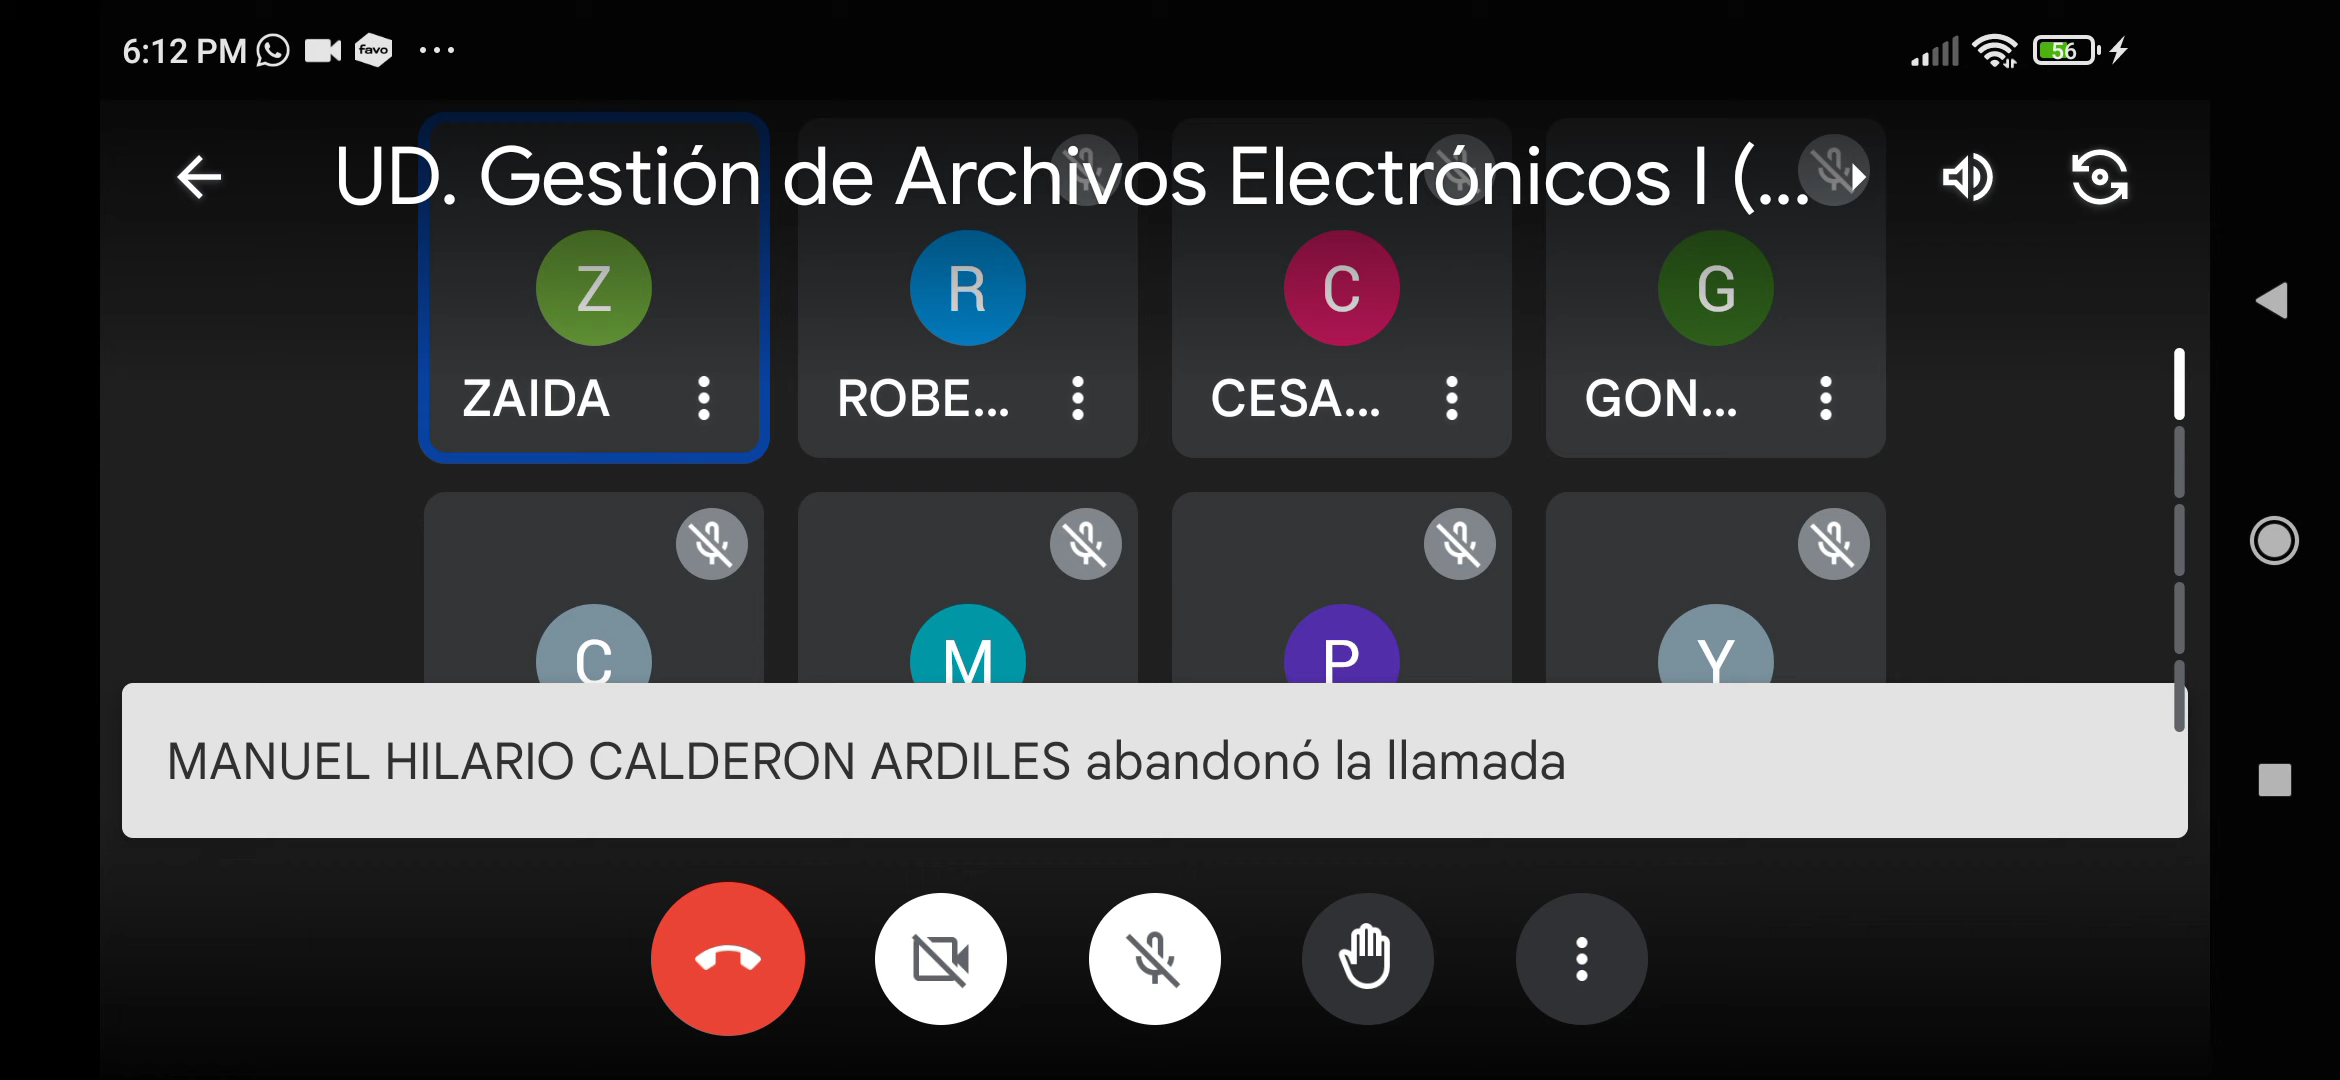 6:12 PM favo ... 56
UD. Gestión de Archivos Electrónicos I (...
Z R C G
ZAIDA ROBE... CESA... GON...
C M P Y
MANUEL HILARIO CALDERON ARDILES abandonó la llamada